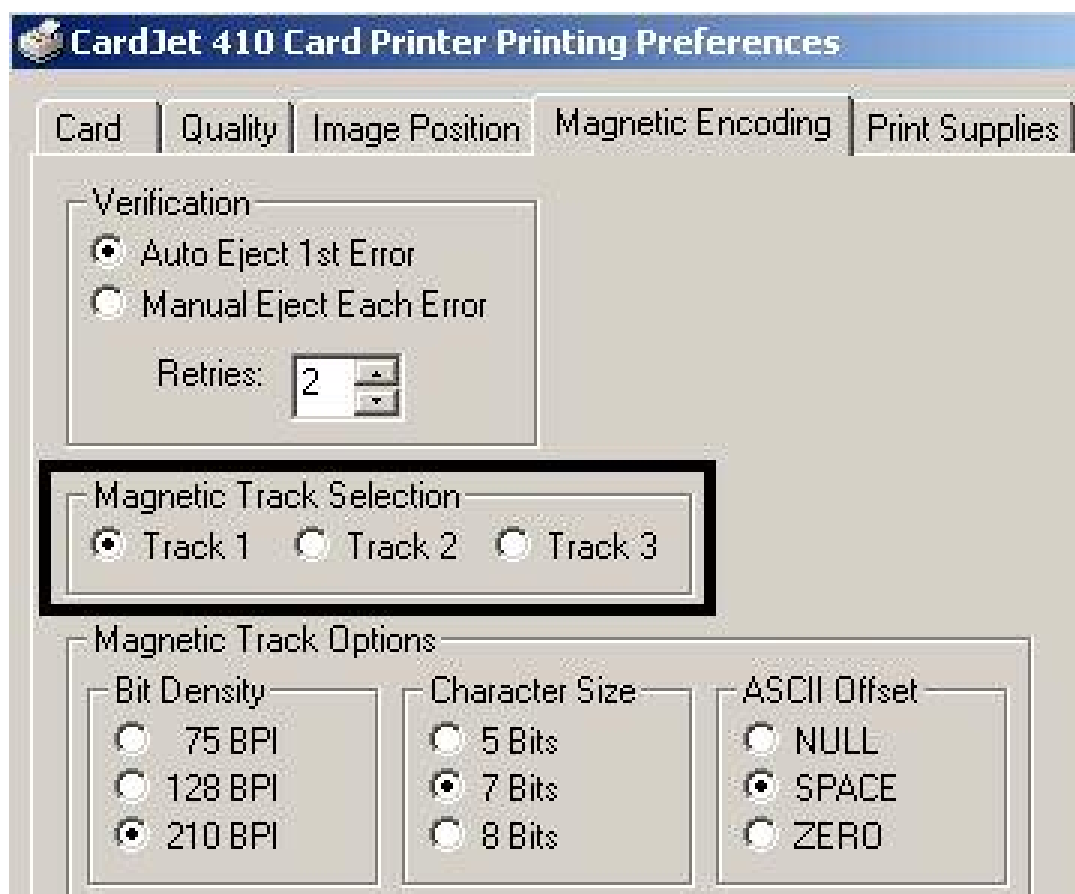 CardJet 410 Card Printer Printing Preferences
Card Quality Image Position Magnetic Encoding Print Supplies
Verification
Auto Eject 1st Error
Manual Eject Each Error
Retries: 2
Magnetic Track Selection
Track 1 Track 2 Track 3
Magnetic Track Options
Bit Density Character Size ASCII Offset
75 BPI 5 Bits NULL
128 BPI 7 Bits SPACE
210 BPI 8 Bits ZERO